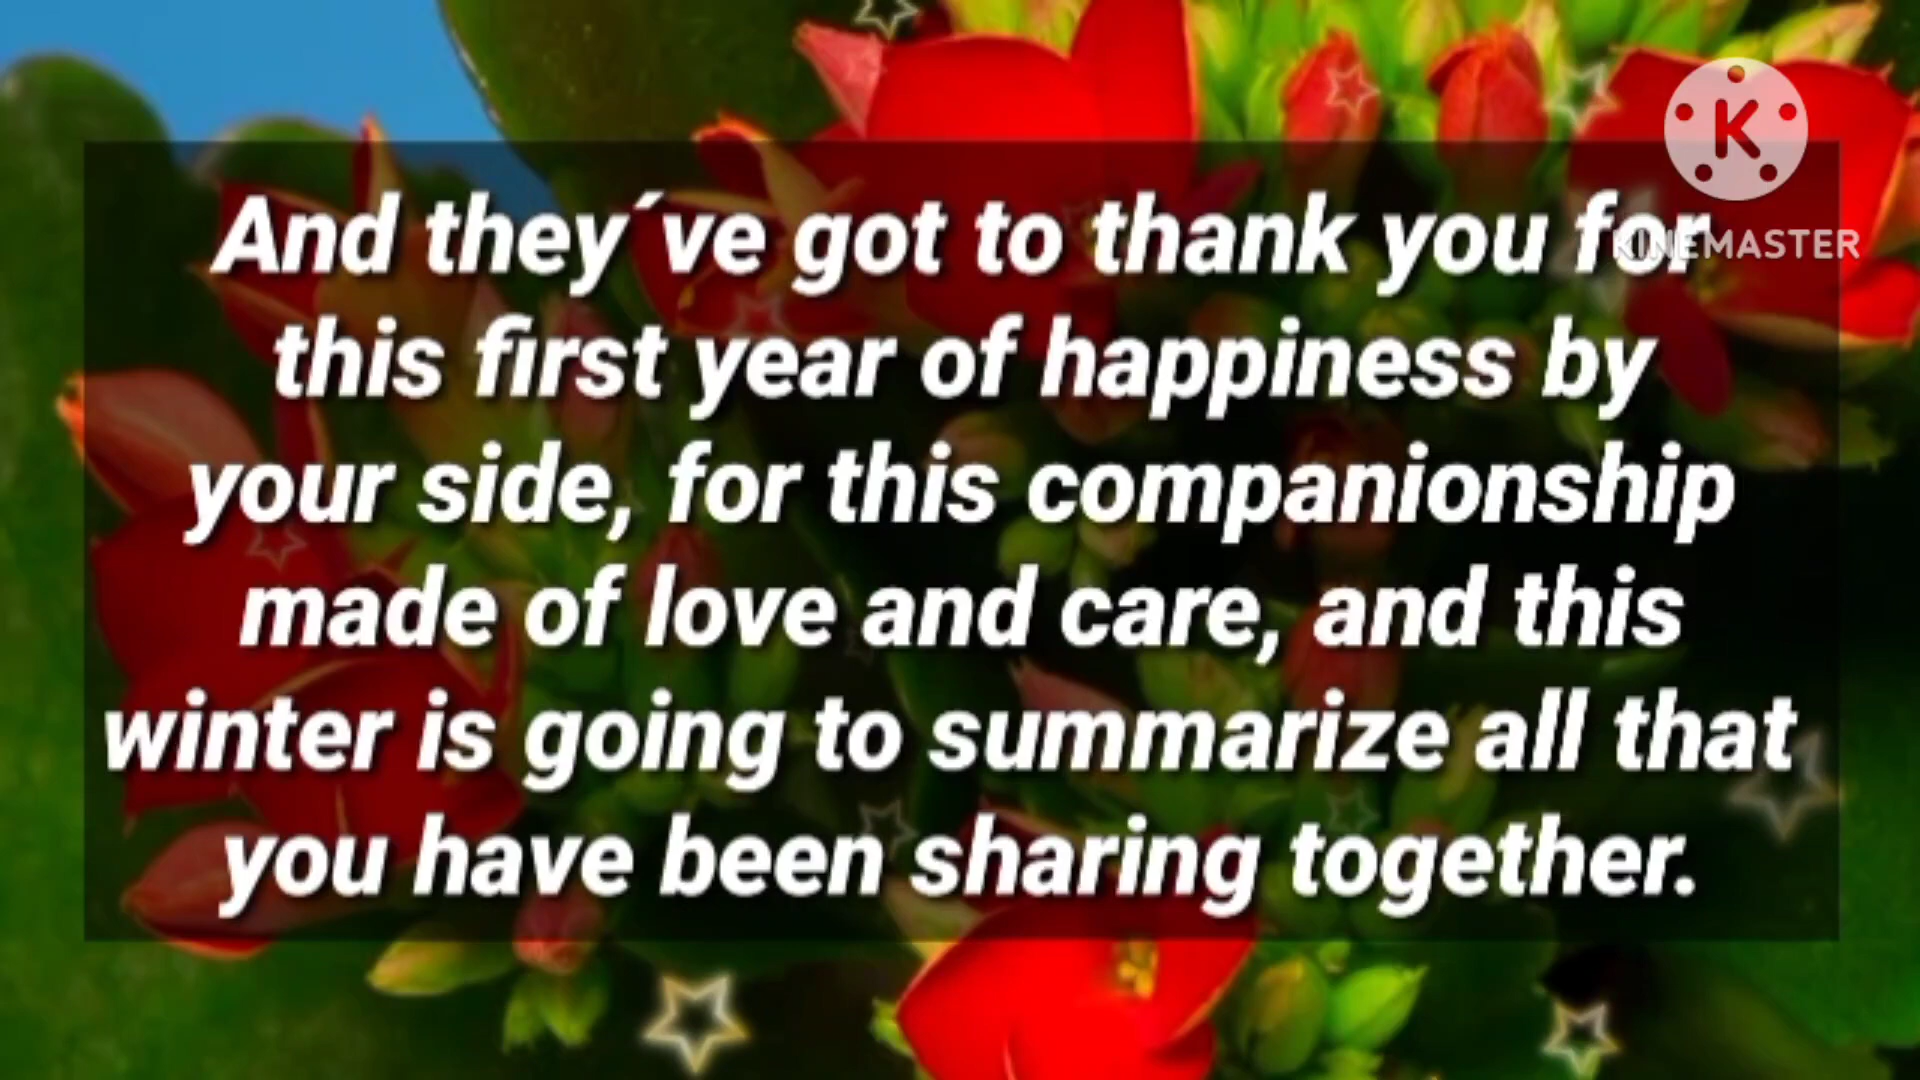 K
KINEMASTER
And they´ve got to thank you for
this first year of happiness by
your side, for this companionship
made of love and care, and this
winter is going to summarize all that
you have been sharing together.